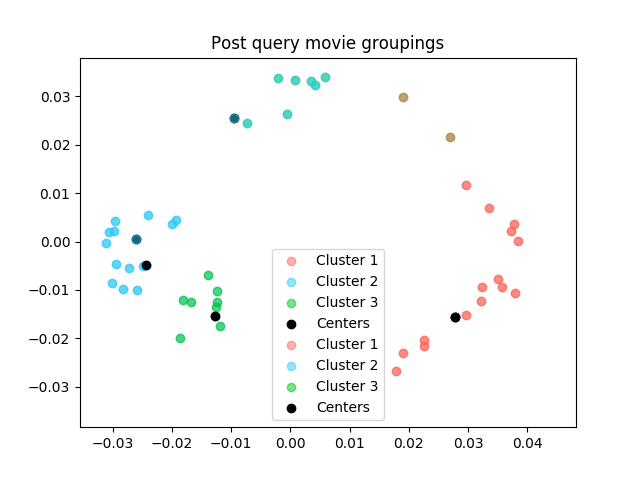 Post query movie groupings
0.03
0.02
0.01
0.00
−0.01
−0.02
−0.03
Cluster 1
Cluster 2
Cluster 3
Centers
Cluster 1
Cluster 2
Cluster 3
Centers
−0.03 −0.02 −0.01 0.00 0.01 0.02 0.03 0.04